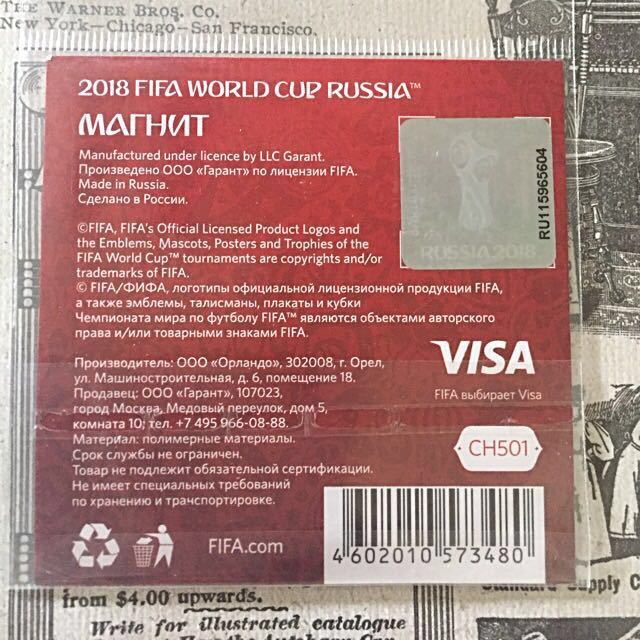 THE WARNER BROS. CO.
New York—Chicago—San Francisco.
2018 FIFA WORLD CUP RUSSIA™
МАГНИТ
Manufactured under licence by LLC Garant.
Произведено ООО «Гарант» по лицензии FIFA.
Made in Russia.
Сделано в России.
RUSSIA 2018
RU115965604
©FIFA, FIFA's Official Licensed Product Logos and
the Emblems, Mascots, Posters and Trophies of the
FIFA World Cup™ tournaments are copyrights and/or
trademarks of FIFA.
© FIFA/ФИФА, логотипы официальной лицензионной продукции FIFA,
а также эмблемы, талисманы, плакаты и кубки
Чемпионата мира по футболу FIFA™ являются объектами авторского
права и/или товарными знаками FIFA.
VISA
FIFA выбирает Visa
Производитель: ООО «Орландо», 302008, г. Орел,
ул. Машиностроительная, д. 6, помещение 18.
Продавец: ООО «Гарант», 107023,
город Москва, Медовый переулок, дом 5,
комната 10; тел. +7 495 966-08-88.
Материал: полимерные материалы.
Срок службы не ограничен.
Товар не подлежит обязательной сертификации.
Не имеет специальных требований
по хранению и транспортировке.
CH501
FIFA.com
4 602010 573480
from $4.00 upwards.
Supply
Write for illustrated catalogue